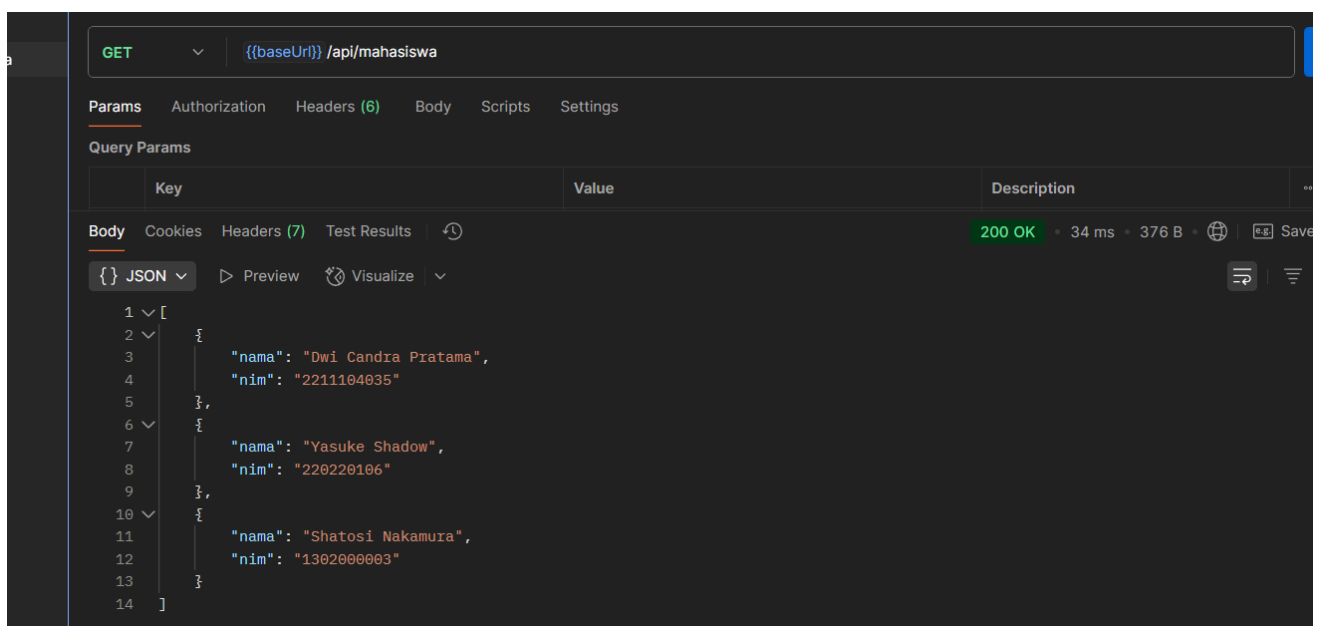 a
GET {{baseUrl}} /api/mahasiswa
Params Authorization Headers (6) Body Scripts Settings
Query Params
Key Value Description
Body Cookies Headers (7) Test Results 200 OK • 34 ms • 376 B • e.g. Save
{} JSON Preview Visualize
1 [
2 {
3 "nama": "Dwi Candra Pratama",
4 "nim": "2211104035"
5 },
6 {
7 "nama": "Yasuke Shadow",
8 "nim": "220220106"
9 },
10 {
11 "nama": "Shatosi Nakamura",
12 "nim": "1302000003"
13 }
14 ]